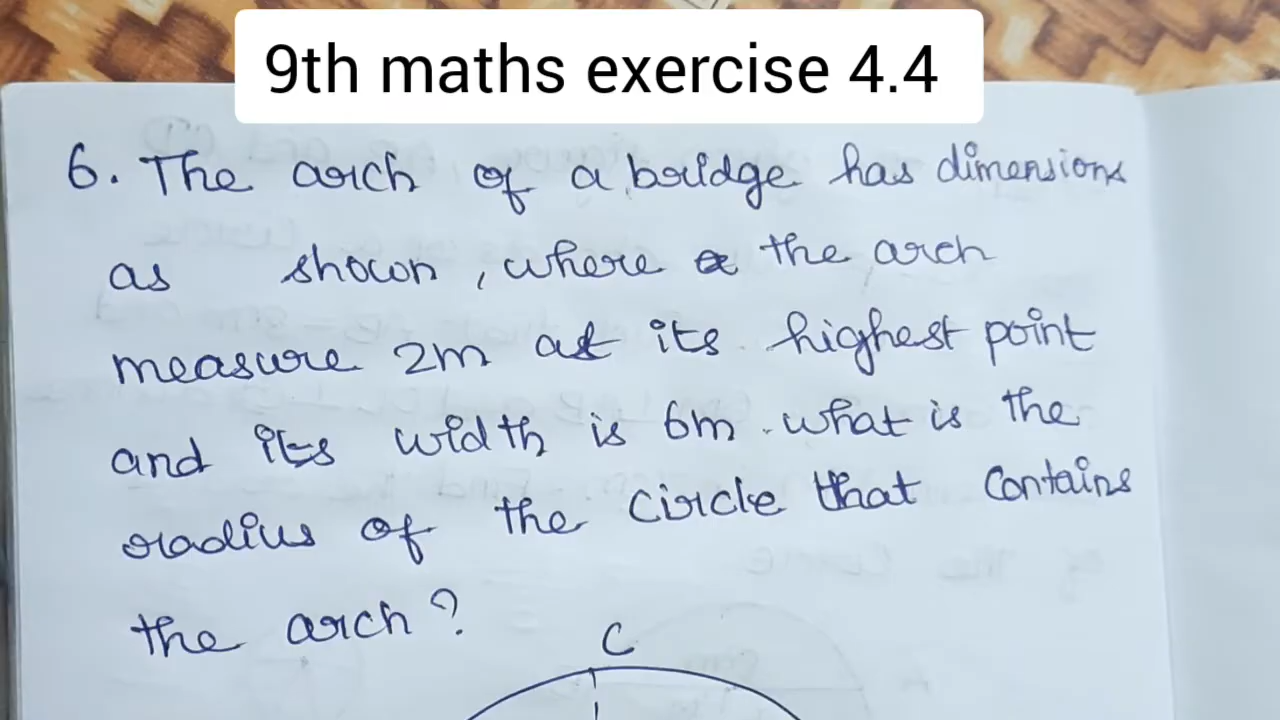 9th maths exercise 4.4
6. The arch of a bridge has dimensions
as shown, where the arch
measure 2m at its highest point
and its width is 6m. what is the
radius of the circle that contains
the arch?
C